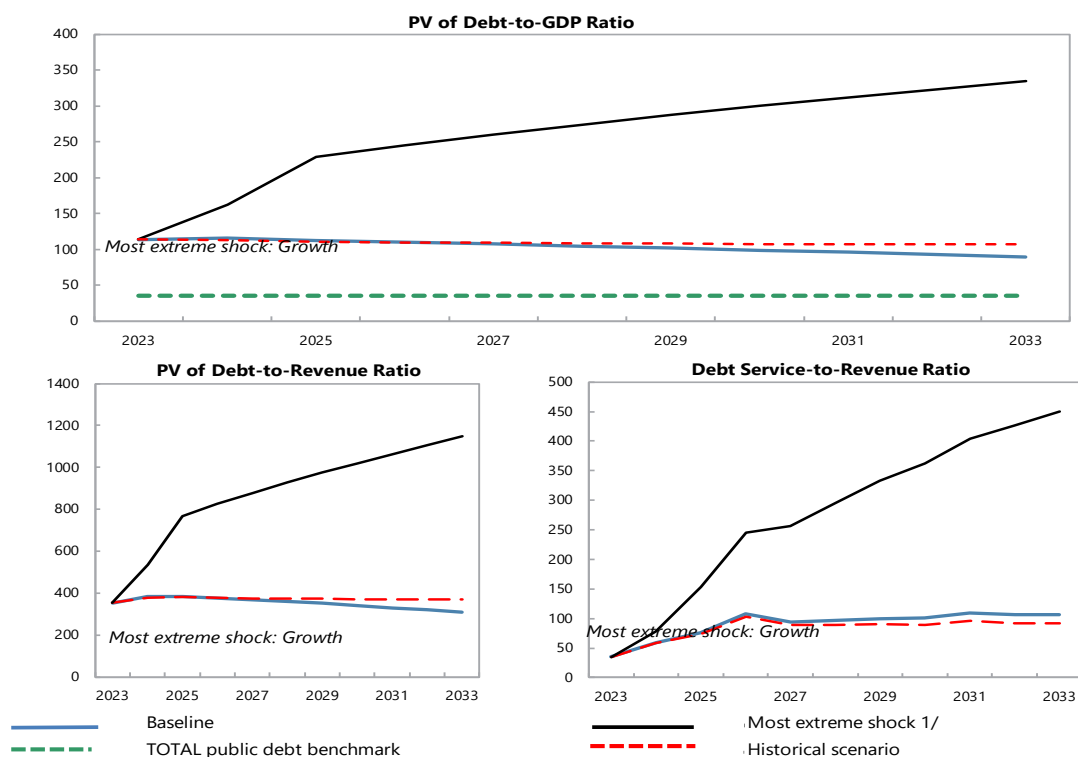 PV of Debt-to-GDP Ratio
400
350
300
250
200
150
100
50
0
Most extreme shock: Growth
2023 2025 2027 2029 2031 2033
PV of Debt-to-Revenue Ratio
1400
1200
1000
800
600
400
200
0
Most extreme shock: Growth
2023 2025 2027 2029 2031 2033
Debt Service-to-Revenue Ratio
500
450
400
350
300
250
200
150
100
50
0
Most extreme shock: Growth
2023 2025 2027 2029 2031 2033
Baseline
Most extreme shock 1/
TOTAL public debt benchmark
Historical scenario